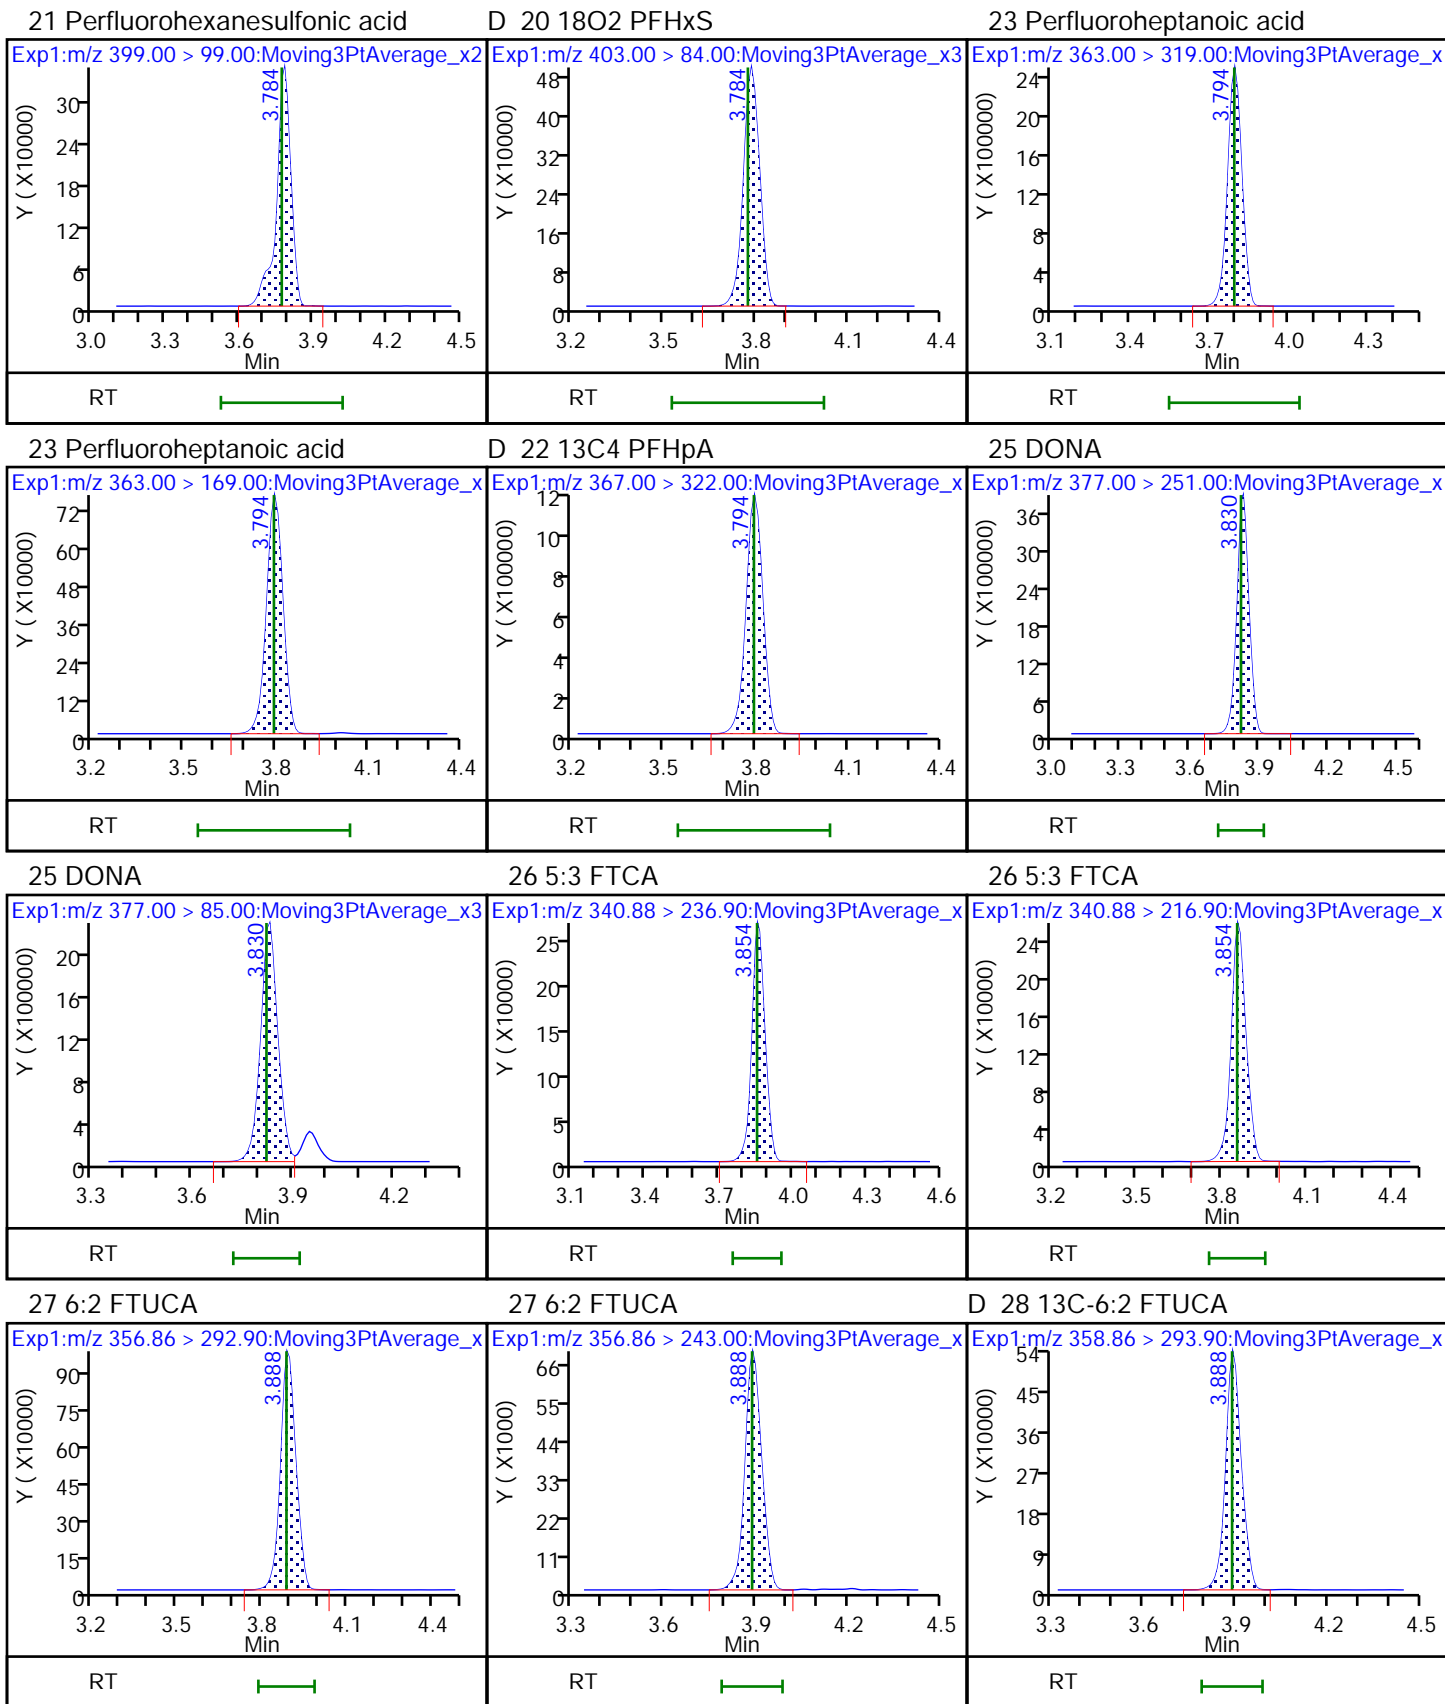 21 Perfluorohexanesulfonic acid
Exp1:m/z 399.00 > 99.00:Moving3PtAverage_x2
Y ( X10000)
30
24
18
12
6
0
3.784
3.0 3.3 3.6 3.9 4.2 4.5
Min
RT
D 20 18O2 PFHxS
Exp1:m/z 403.00 > 84.00:Moving3PtAverage_x3
Y ( X10000)
48
40
32
24
16
8
0
3.784
3.2 3.5 3.8 4.1 4.4
Min
RT
23 Perfluoroheptanoic acid
Exp1:m/z 363.00 > 319.00:Moving3PtAverage_x
Y ( X100000)
24
20
16
12
8
4
0
3.794
3.1 3.4 3.7 4.0 4.3
Min
RT
23 Perfluoroheptanoic acid
Exp1:m/z 363.00 > 169.00:Moving3PtAverage_x
Y ( X10000)
72
60
48
36
24
12
0
3.794
3.2 3.5 3.8 4.1 4.4
Min
RT
D 22 13C4 PFHpA
Exp1:m/z 367.00 > 322.00:Moving3PtAverage_x
Y ( X100000)
12
10
8
6
4
2
0
3.794
3.2 3.5 3.8 4.1 4.4
Min
RT
25 DONA
Exp1:m/z 377.00 > 251.00:Moving3PtAverage_x
Y ( X100000)
36
30
24
18
12
6
0
3.830
3.0 3.3 3.6 3.9 4.2 4.5
Min
RT
25 DONA
Exp1:m/z 377.00 > 85.00:Moving3PtAverage_x3
Y ( X100000)
20
16
12
8
4
0
3.830
3.3 3.6 3.9 4.2
Min
RT
26 5:3 FTCA
Exp1:m/z 340.88 > 236.90:Moving3PtAverage_x
Y ( X10000)
25
20
15
10
5
0
3.854
3.1 3.4 3.7 4.0 4.3 4.6
Min
RT
26 5:3 FTCA
Exp1:m/z 340.88 > 216.90:Moving3PtAverage_x
Y ( X10000)
24
20
16
12
8
4
0
3.854
3.2 3.5 3.8 4.1 4.4
Min
RT
27 6:2 FTUCA
Exp1:m/z 356.86 > 292.90:Moving3PtAverage_x
Y ( X10000)
90
75
60
45
30
15
0
3.888
3.2 3.5 3.8 4.1 4.4
Min
RT
27 6:2 FTUCA
Exp1:m/z 356.86 > 243.00:Moving3PtAverage_x
Y ( X1000)
66
55
44
33
22
11
0
3.888
3.3 3.6 3.9 4.2 4.5
Min
RT
D 28 13C-6:2 FTUCA
Exp1:m/z 358.86 > 293.90:Moving3PtAverage_x
Y ( X10000)
54
45
36
27
18
9
0
3.888
3.3 3.6 3.9 4.2 4.5
Min
RT